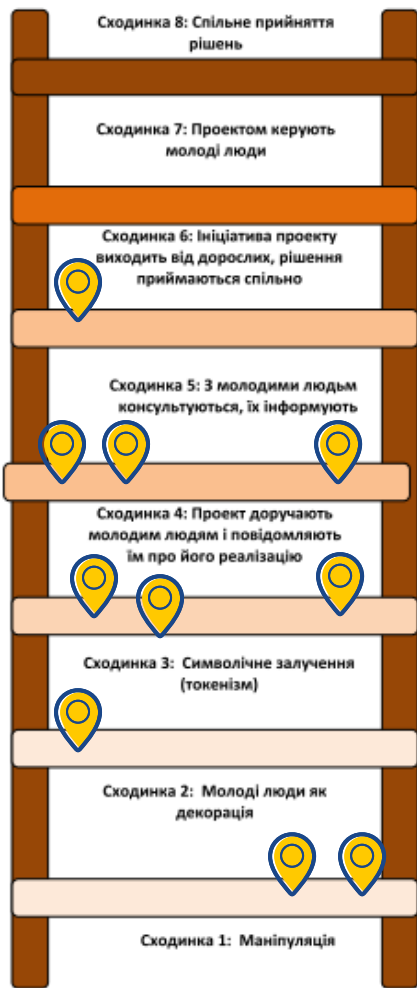 Сходинка 8: Спільне прийняття
рішень
Сходинка 7: Проектом керують
молоді люди
Сходинка 6: Ініціатива проекту
виходить від дорослих, рішення
приймаються спільно
Сходинка 5: З молодими людьм
консультуються, їх інформують
Сходинка 4: Проект доручають
молодим людям і повідомляють
їм про його реалізацію
Сходинка 3: Символічне залучення
(токенізм)
Сходинка 2: Молоді люди як
декорація
Сходинка 1: Маніпуляція